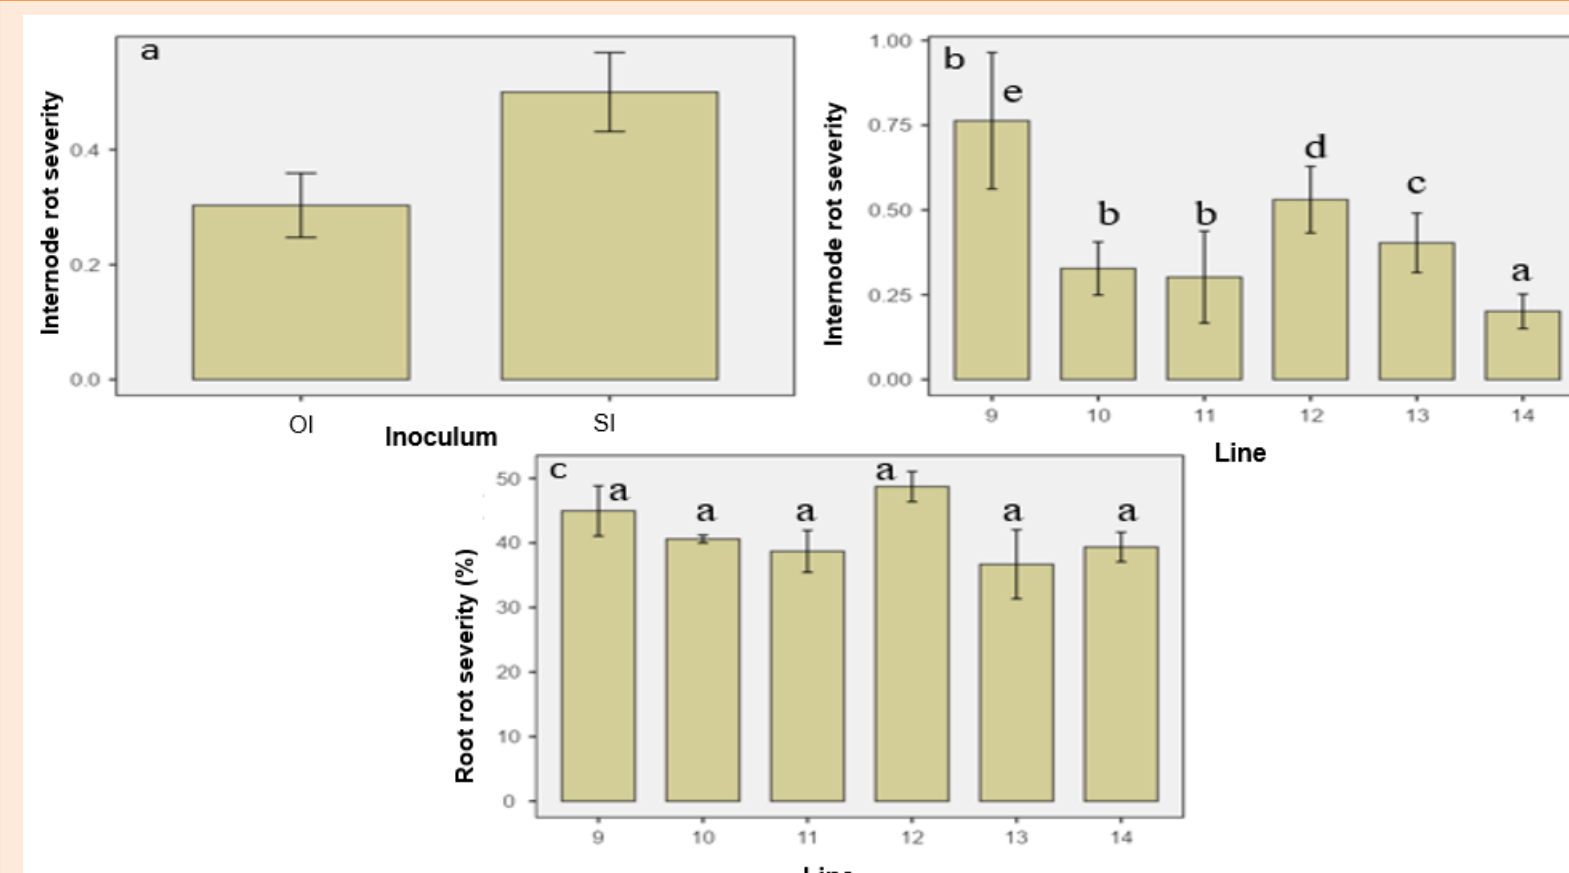 a
Internode rot severity
0.4
0.2
0.0
OI
SI
Inoculum
b
Internode rot severity
1.00
0.75
0.50
0.25
0.00
e
b
b
d
c
a
9 10 11 12 13 14
Line
c
Root rot severity (%)
50
40
30
20
10
0
a
a
a
a
a
a
9 10 11 12 13 14
Line